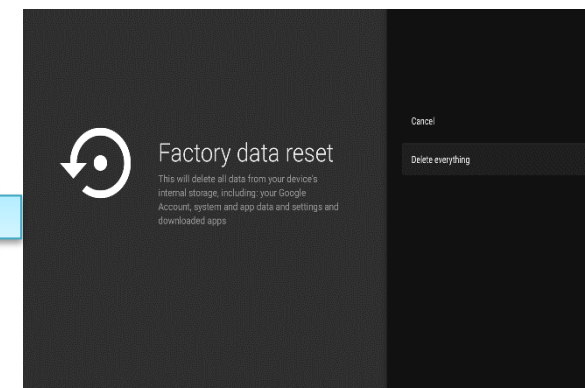 Factory data reset
This will delete all data from your device's
internal storage, including: your Google
Account, system and app data and settings and
downloaded apps
Cancel
Delete everything